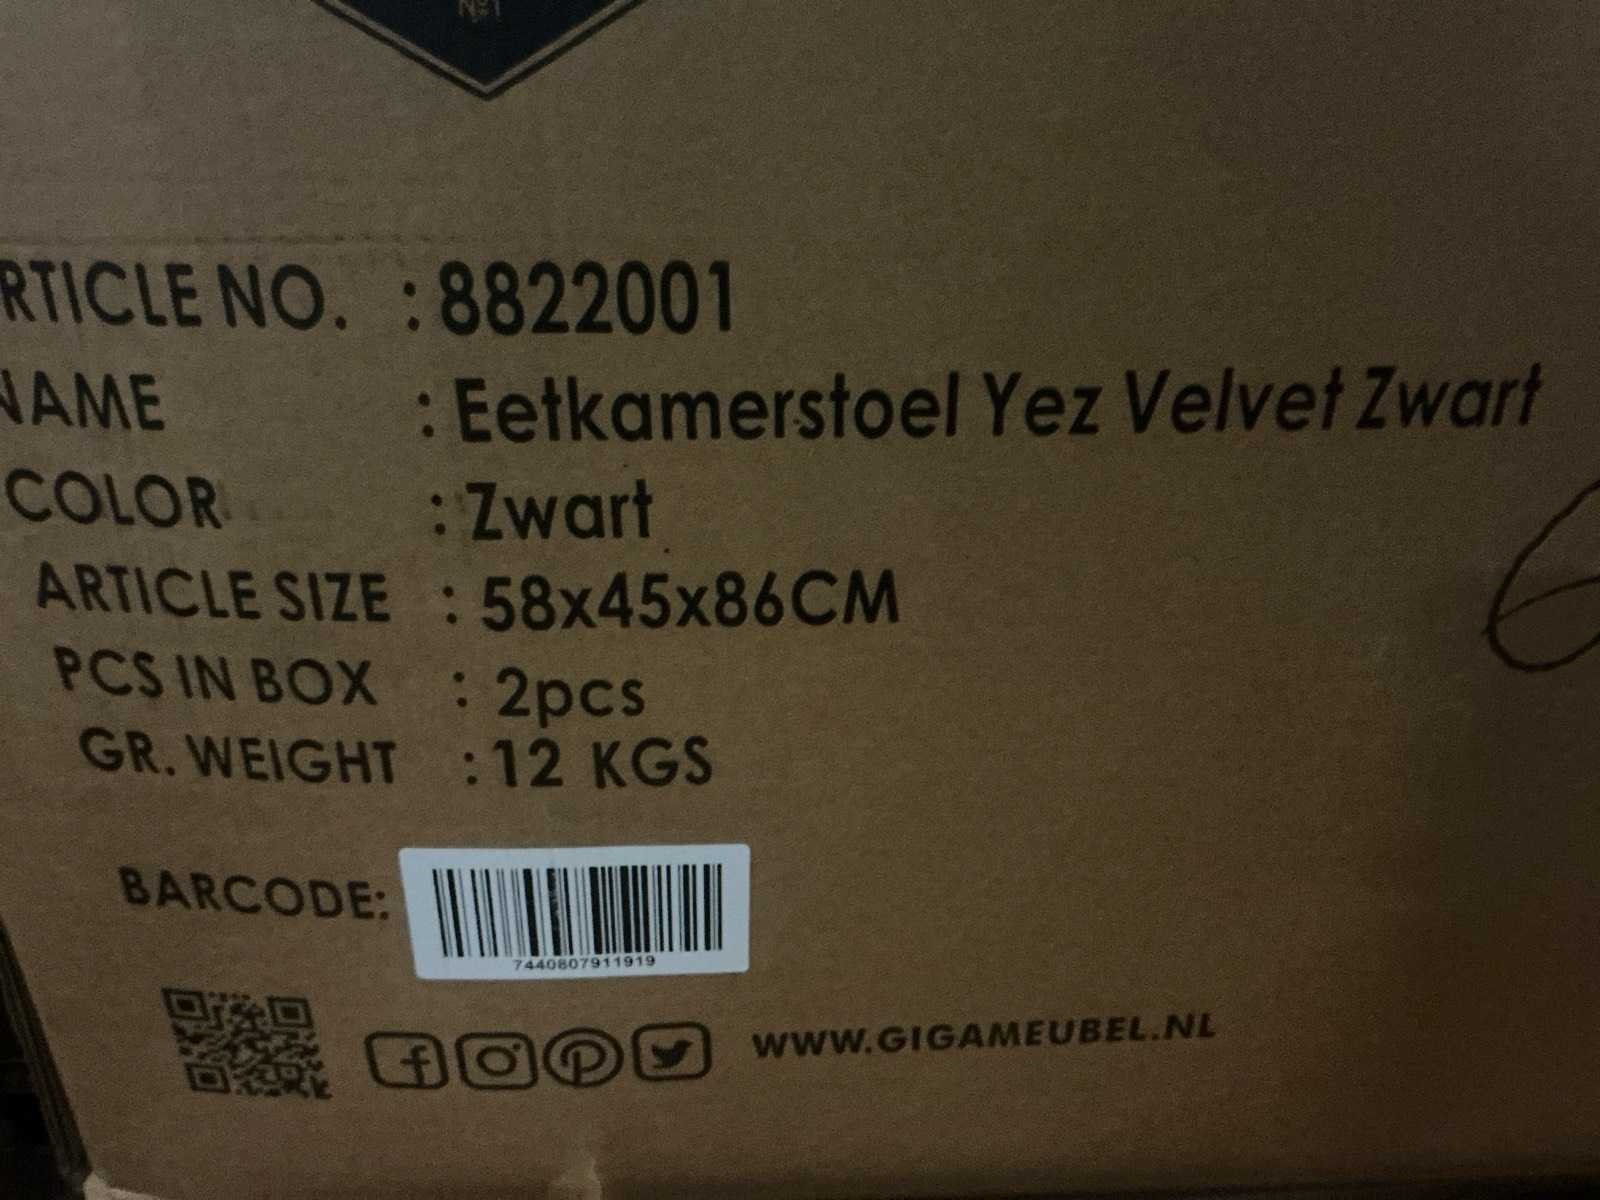 Nº1
RTICLE NO. : 8822001
NAME : Eetkamerstoel Yez Velvet Zwart
COLOR : Zwart
ARTICLE SIZE : 58x45x86CM
PCS IN BOX : 2pcs
GR. WEIGHT : 12 KGS
BARCODE:
7440807911919
WWW.GIGAMEUBEL.NL